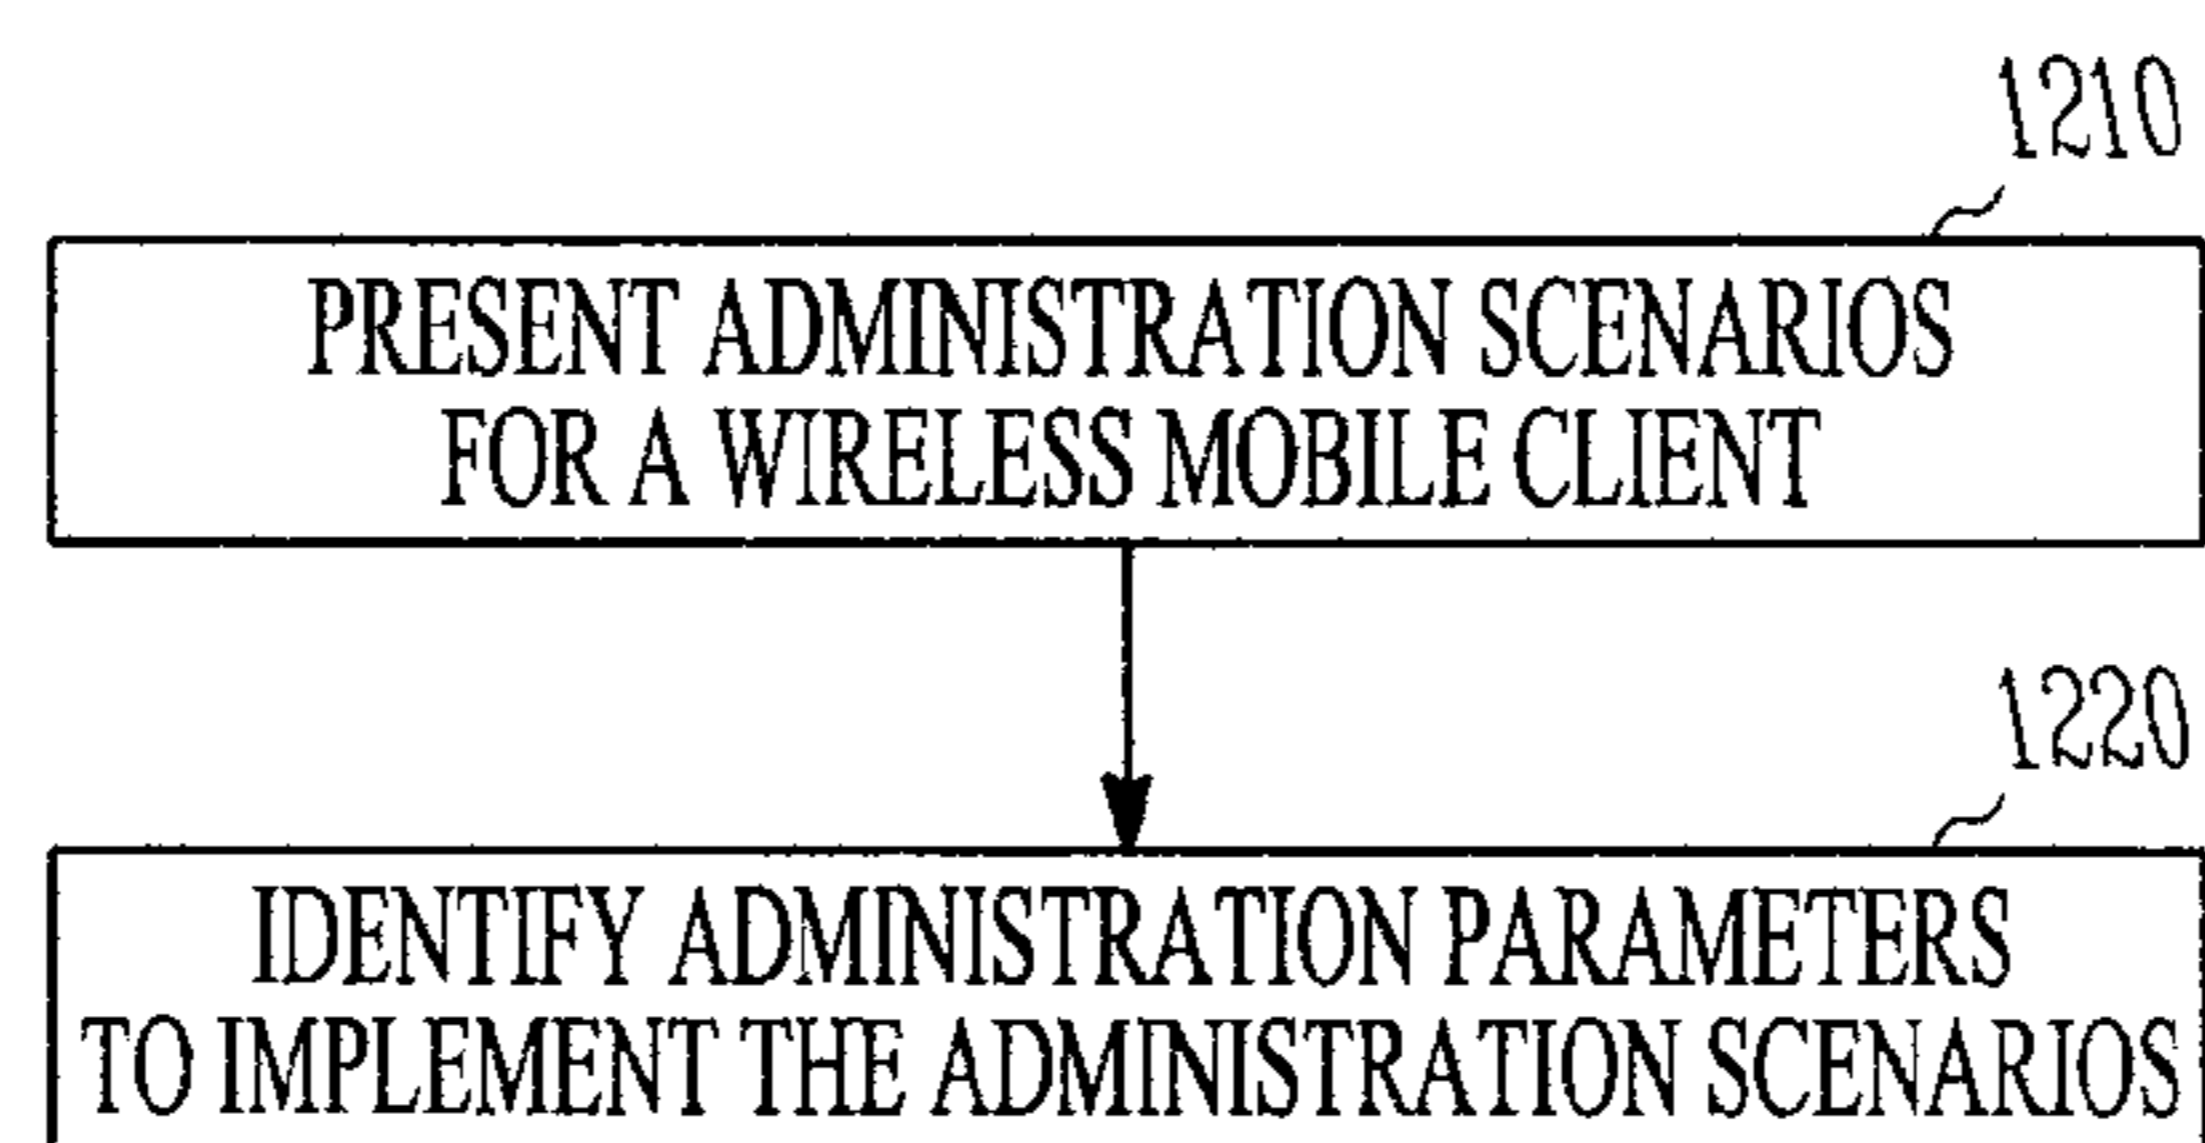 1210
PRESENT ADMINISTRATION SCENARIOS
FOR A WIRELESS MOBILE CLIENT
1220
IDENTIFY ADMINISTRATION PARAMETERS
TO IMPLEMENT THE ADMINISTRATION SCENARIOS